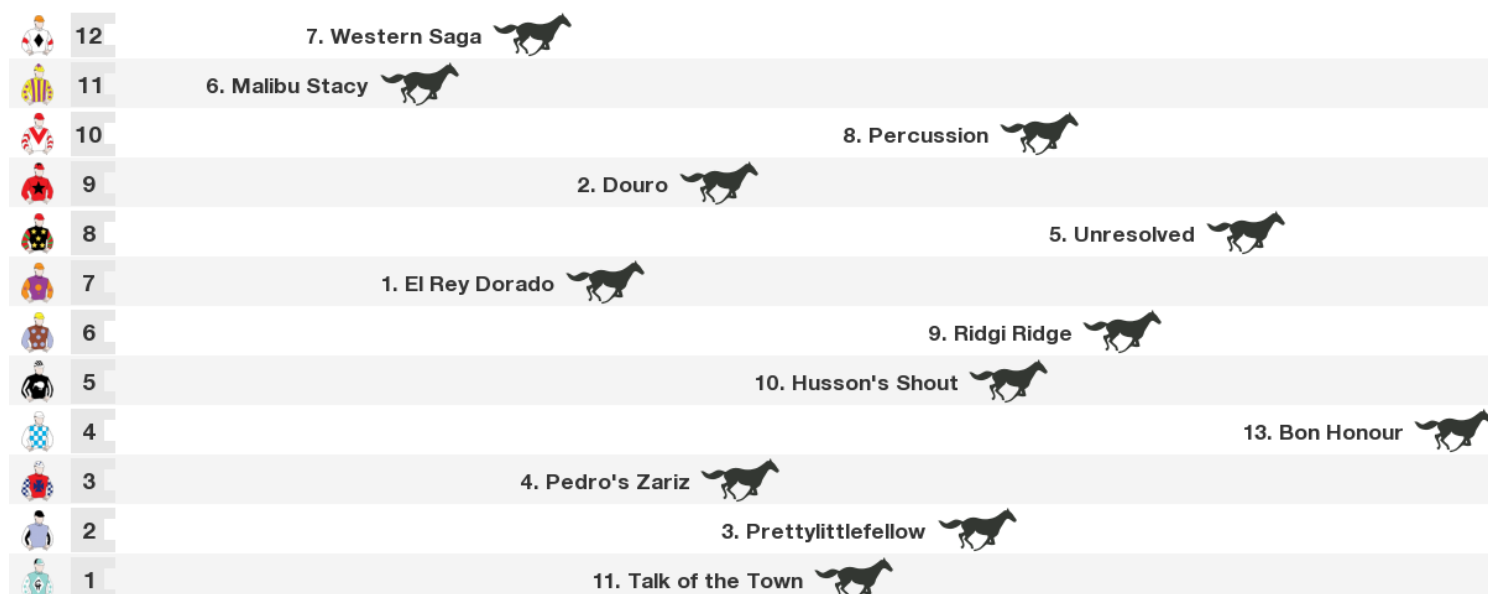 12 7. Western Saga
11 6. Malibu Stacy
10 8. Percussion
9 2. Douro
8 5. Unresolved
7 1. El Rey Dorado
6 9. Ridgi Ridge
5 10. Husson's Shout
4 13. Bon Honour
3 4. Pedro's Zariz
2 3. Prettylittlefellow
1 11. Talk of the Town